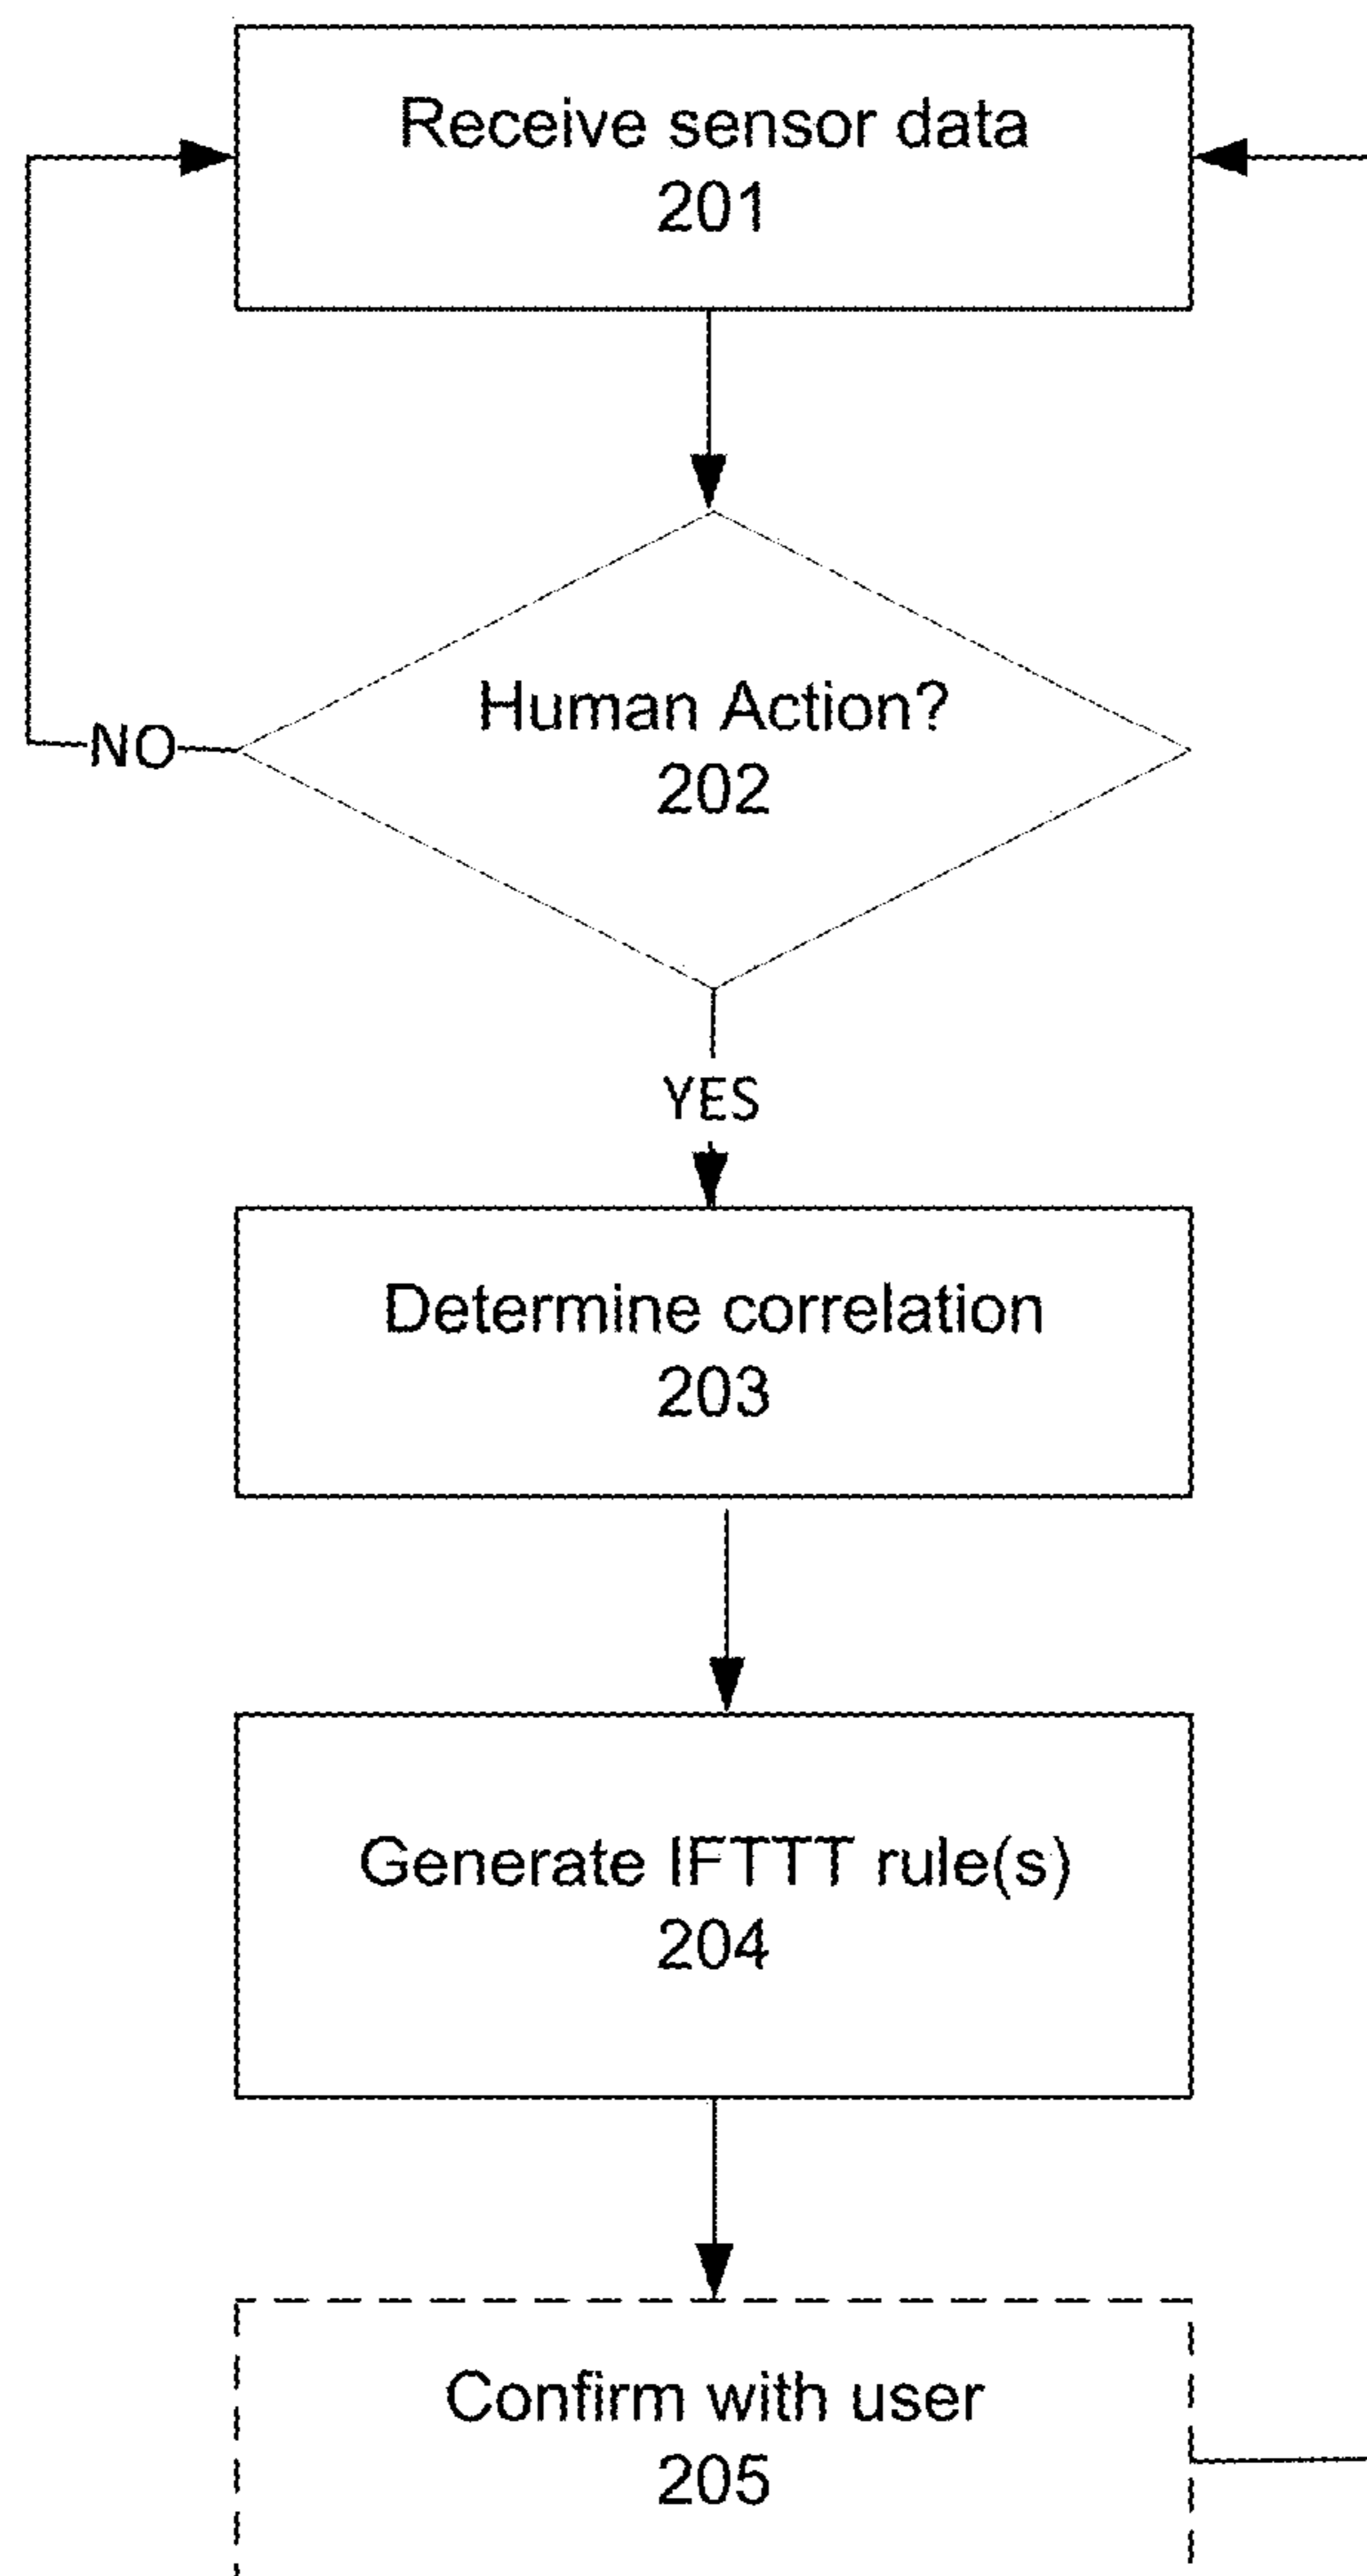 Receive sensor data
201
Human Action?
202
NO
YES
Determine correlation
203
Generate IFTTT rule(s)
204
Confirm with user
205